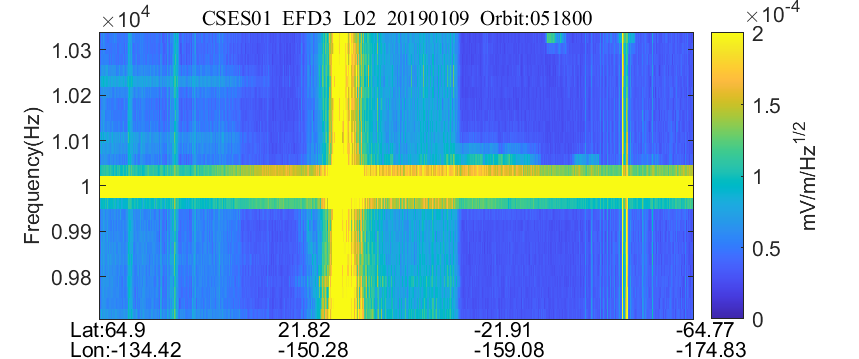 CSES01 EFD3 L02 20190109 Orbit:051800
×10⁴
×10⁻⁴
1.03
1.02
1.01
1
0.99
0.98
Frequency(Hz)
2
1.5
1
0.5
0
mV/m/Hz^1/2
Lat:64.9 21.82 -21.91 -64.77
Lon:-134.42 -150.28 -159.08 -174.83